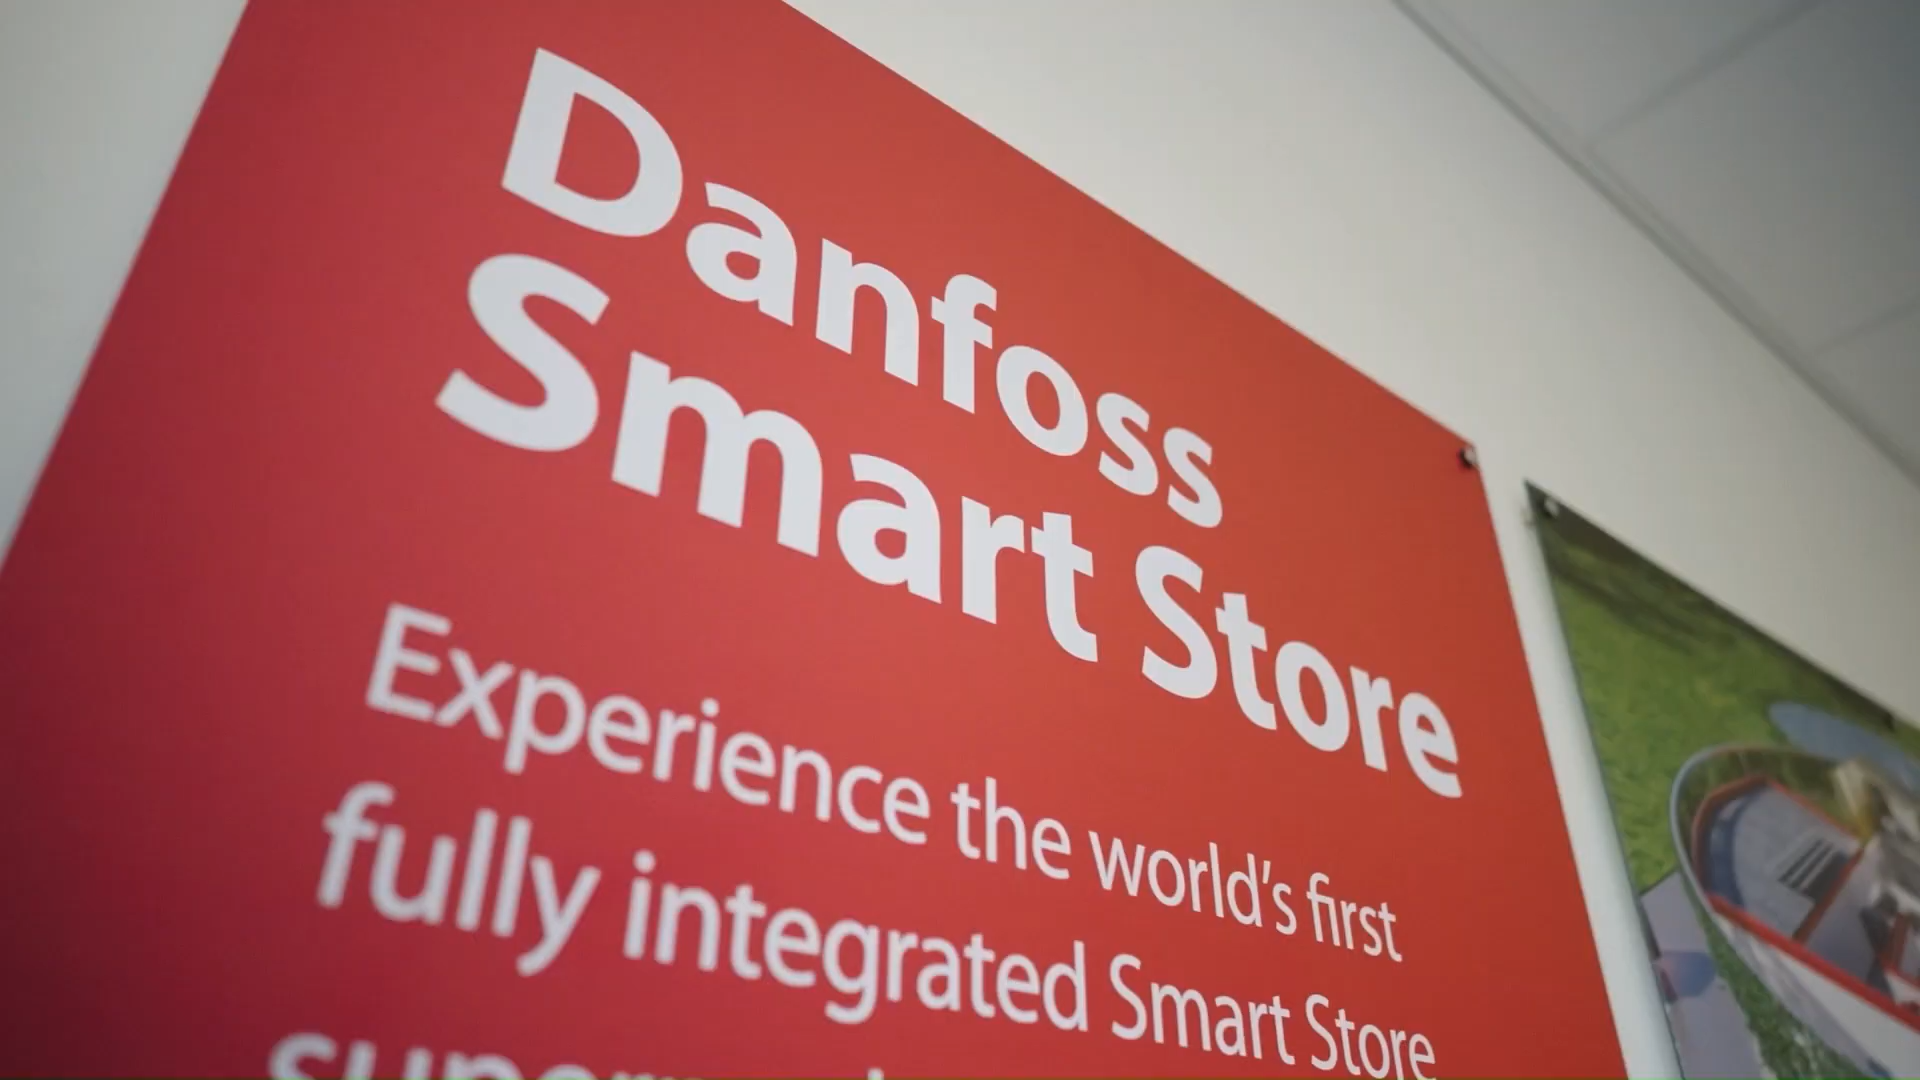 Danfoss
Smart Store
Experience the world's first
fully integrated Smart Store